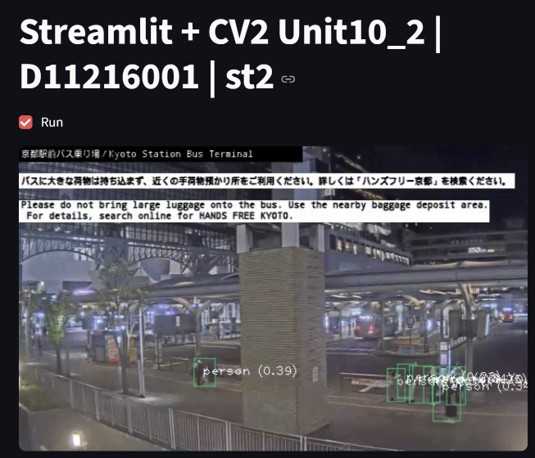 Streamlit + CV2 Unit10_2 |
D11216001 | st2
Run
京都駅前バス乗り場/Kyoto Station Bus Terminal
バスに大きな荷物は持ち込まず、近くの手荷物預かり所をご利用ください。詳しくは「ハンズフリー京都」を検索ください。
Please do not bring large luggage onto the bus. Use the nearby baggage deposit area.
For details, search online for HANDS FREE KYOTO.
person (0.39)
person